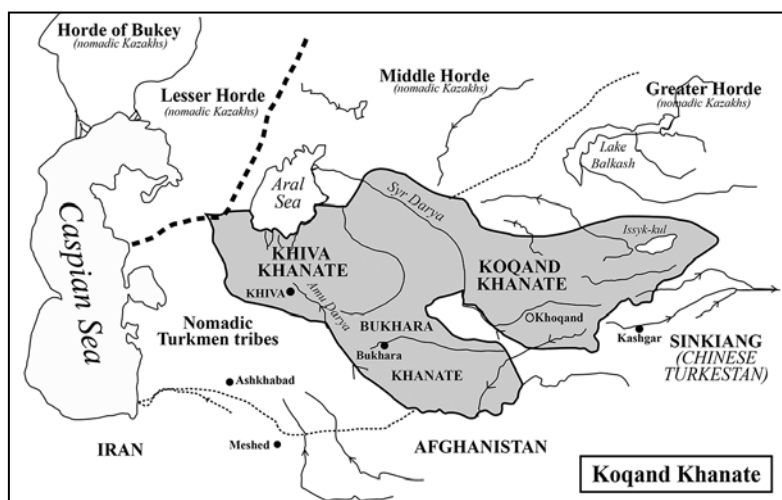 Horde of Bukey
(nomadic Kazakhs)
Lesser Horde
(nomadic Kazakhs)
Middle Horde
(nomadic Kazakhs)
Greater Horde
(nomadic Kazakhs)
Lake
Balkash
Aral
Sea
Syr Darya
Caspian Sea
Issyk-kul
KHIVA
KHANATE
KOQAND
KHANATE
KHIVA
Amu Darya
Khoqand
BUKHARA
Nomadic
Turkmen tribes
Bukhara
Kashgar
SINKIANG
(CHINESE
TURKESTAN)
KHANATE
Ashkhabad
IRAN
Meshed
AFGHANISTAN
Koqand Khanate